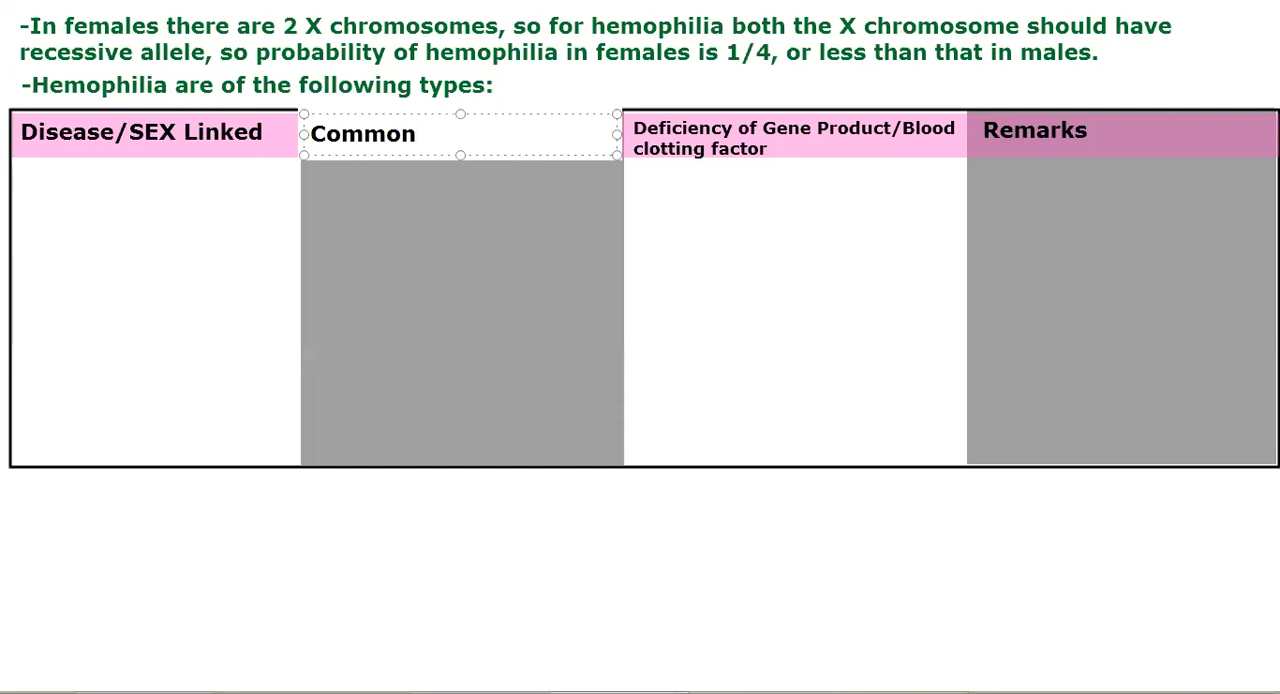 -In females there are 2 X chromosomes, so for hemophilia both the X chromosome should have
recessive allele, so probability of hemophilia in females is 1/4, or less than that in males.
-Hemophilia are of the following types:
Disease/SEX Linked
Common
Deficiency of Gene Product/Blood
clotting factor
Remarks